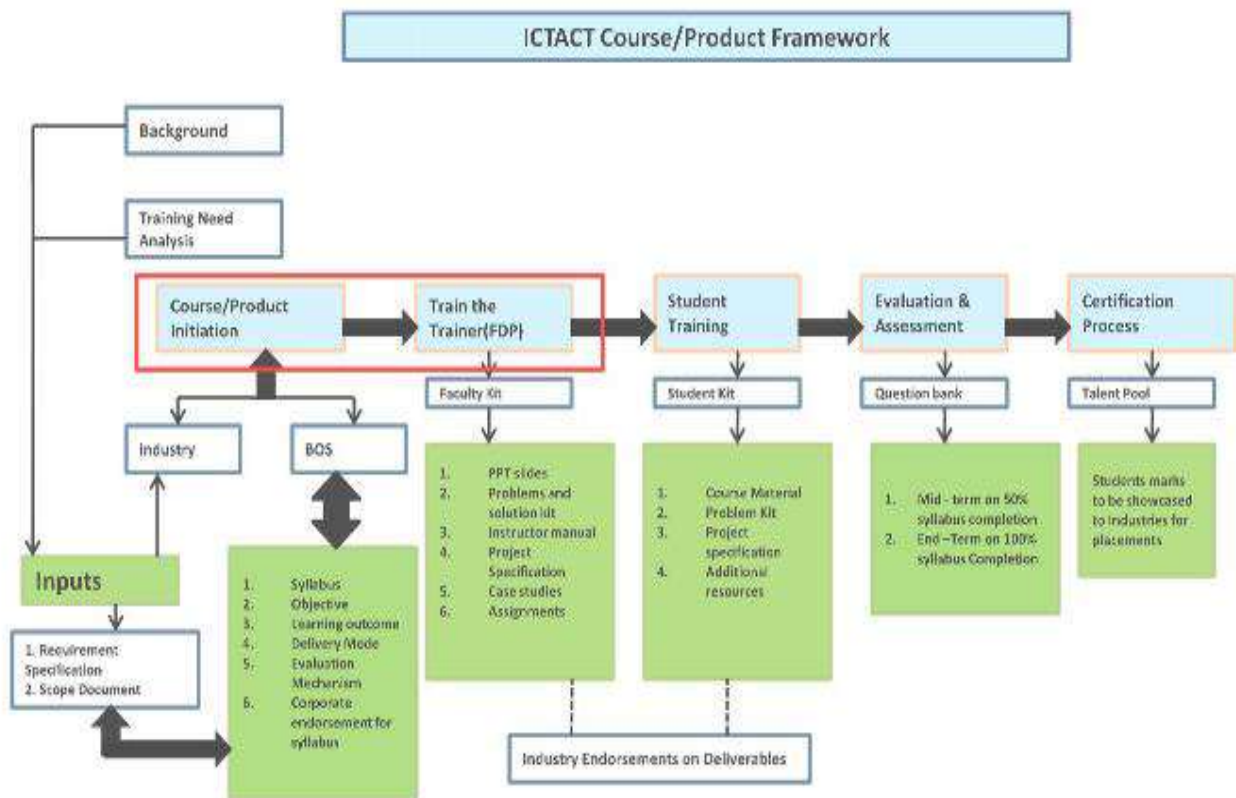 ICTACT Course/Product Framework
Background
Training Need
Analysis
Course/Product
Initiation
Train the
Trainer(FDP)
Student
Training
Evaluation &
Assessment
Certification
Process
Faculty Kit
Student Kit
Question bank
Talent Pool
Industry
BOS
1. PPT slides
2. Problems and
solution kit
3. Instructor manual
4. Project
Specification
5. Case studies
6. Assignments
1. Course Material
2. Problem Kit
3. Project
specification
4. Additional
resources
1. Mid - term on 50%
syllabus completion
2. End –Term on 100%
syllabus Completion
Students marks
to be showcased
to Industries for
placements
Inputs
1. Requirement
Specification
2. Scope Document
1. Syllabus
2. Objective
3. Learning outcome
4. Delivery Mode
5. Evaluation
Mechanism
6. Corporate
endorsement for
syllabus
Industry Endorsements on Deliverables